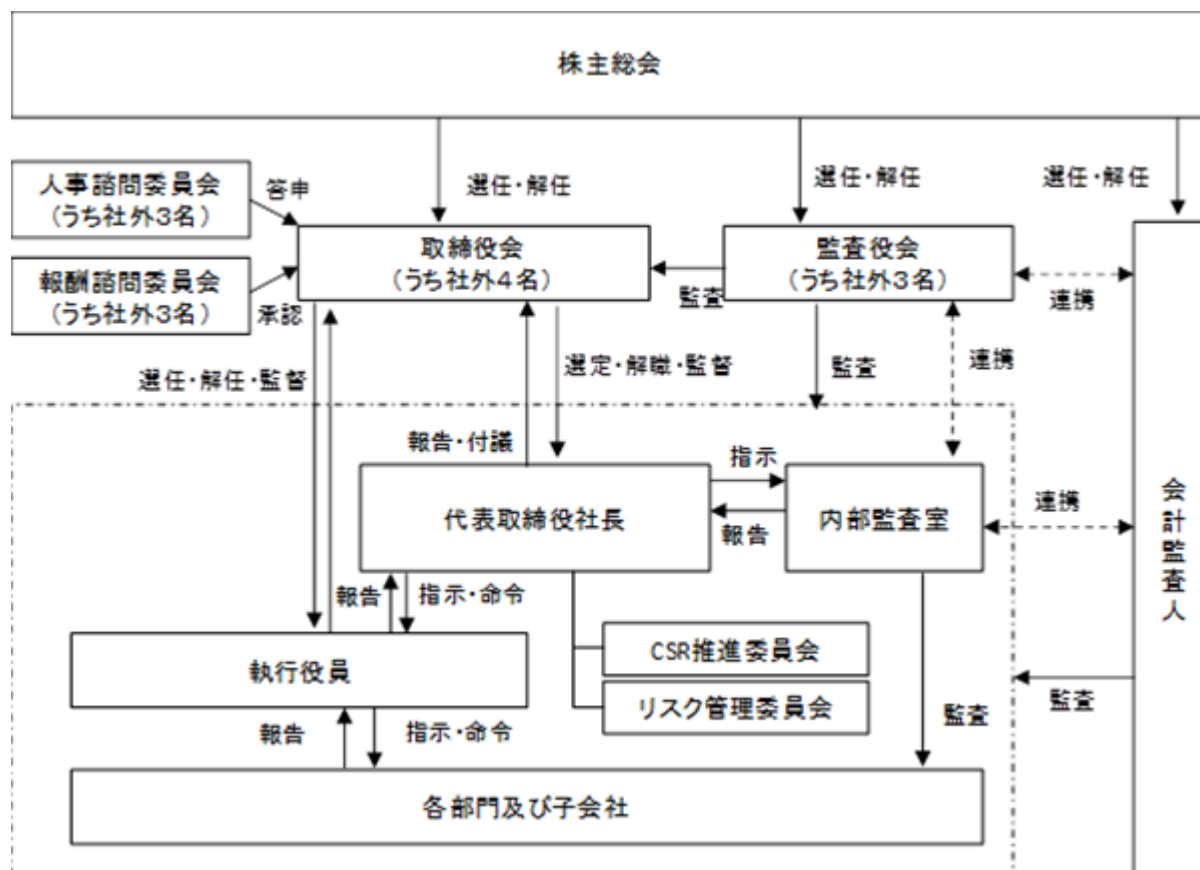 株主総会
選任・解任
選任・解任
選任・解任
人事諮問委員会
(うち社外3名)
答申
報酬諮問委員会
(うち社外3名)
承認
取締役会
(うち社外4名)
監査
監査役会
(うち社外3名)
連携
選任・解任・監督
選定・解職・監督
監査
連携
報告・付議
代表取締役社長
指示
報告
内部監査室
連携
会計監査人
報告
指示・命令
執行役員
CSR推進委員会
リスク管理委員会
監査
監査
報告
指示・命令
各部門及び子会社